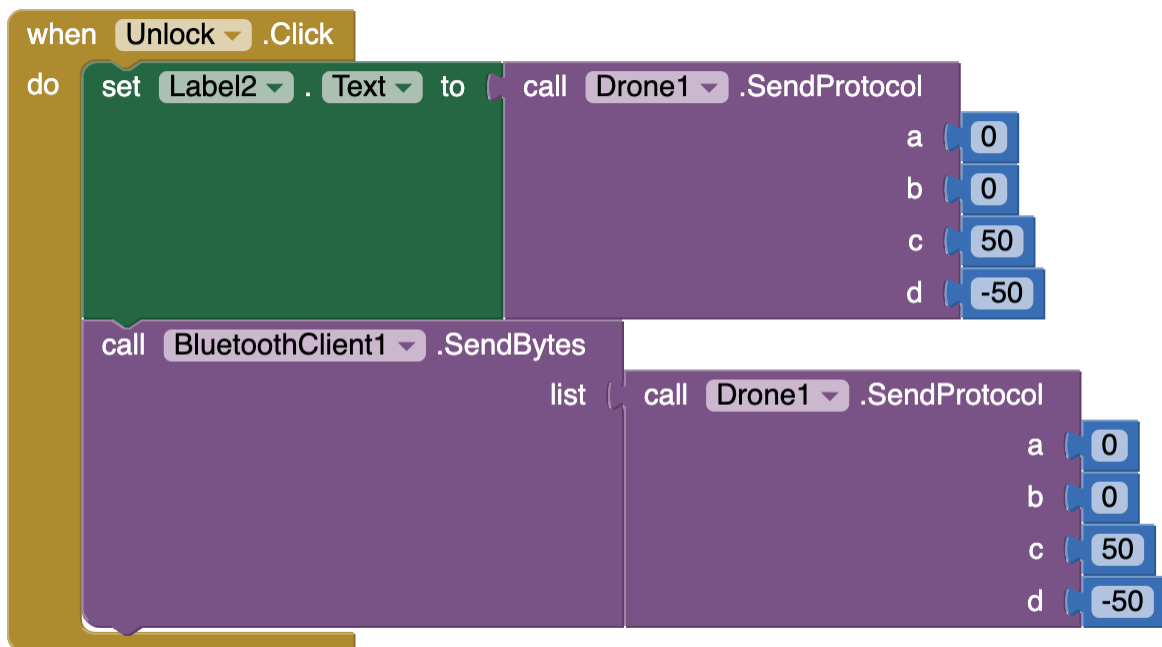 when Unlock .Click
do set Label2 . Text to call Drone1 .SendProtocol
a 0
b 0
c 50
d -50
call BluetoothClient1 .SendBytes
list call Drone1 .SendProtocol
a 0
b 0
c 50
d -50